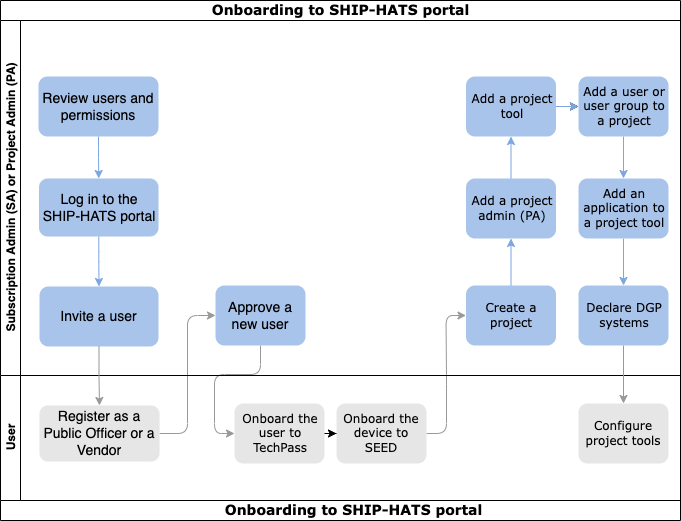 Onboarding to SHIP-HATS portal
Subscription Admin (SA) or Project Admin (PA)
Review users and
permissions
Log in to the
SHIP-HATS portal
Invite a user
Approve a
new user
Add a project
tool
Add a user or
user group to
a project
Add a project
admin (PA)
Add an
application to
a project tool
Create a
project
Declare DGP
systems
User
Register as a
Public Officer or a
Vendor
Onboard the
user to
TechPass
Onboard the
device to
SEED
Configure
project tools
Onboarding to SHIP-HATS portal